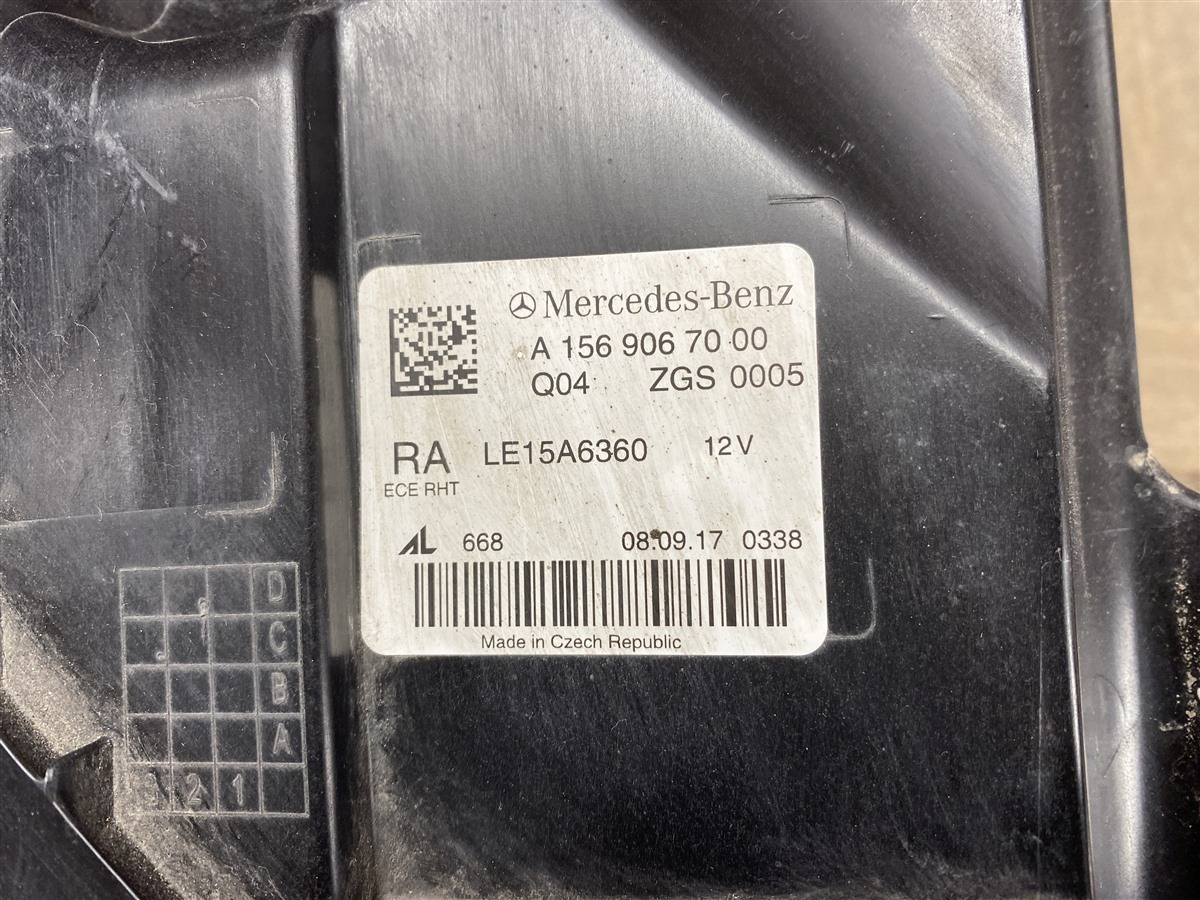 Mercedes-Benz
A 156 906 70 00
Q04 ZGS 0005
RA LE15A6360 12V
ECE RHT
AL 668 08.09.17 0338
Made in Czech Republic
D
C
B
A
3 2 1